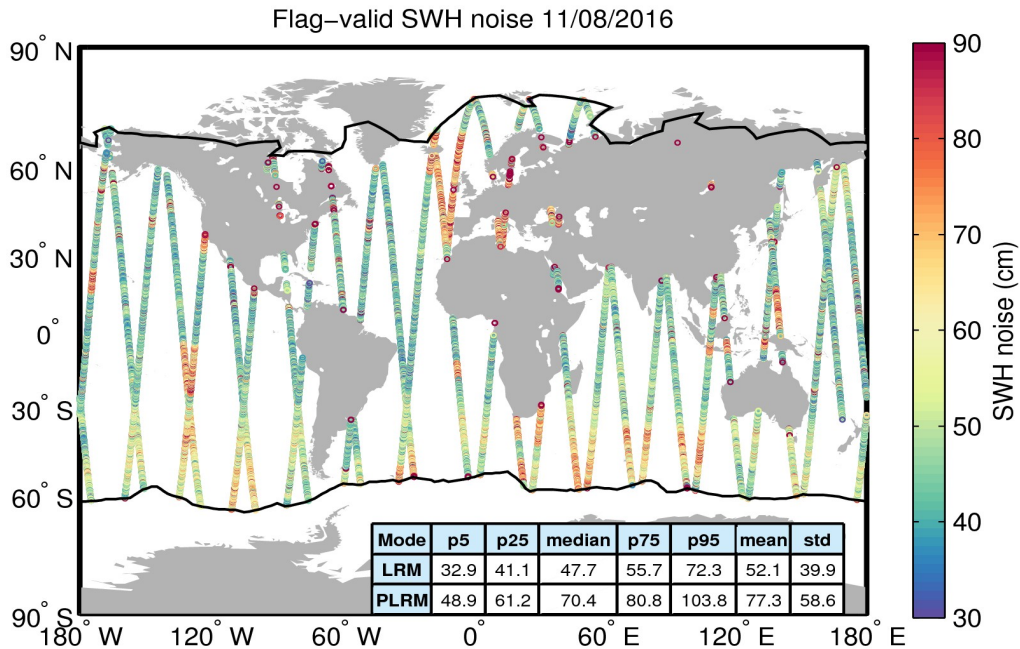 Flag−valid SWH noise 11/08/2016
90° N
60° N
30° N
0°
30° S
60° S
90° S
180° W
120° W
60° W
0°
60° E
120° E
180° E
Mode p5 p25 median p75 p95 mean std
LRM 32.9 41.1 47.7 55.7 72.3 52.1 39.9
PLRM 48.9 61.2 70.4 80.8 103.8 77.3 58.6
90
80
70
60
50
40
30
SWH noise (cm)